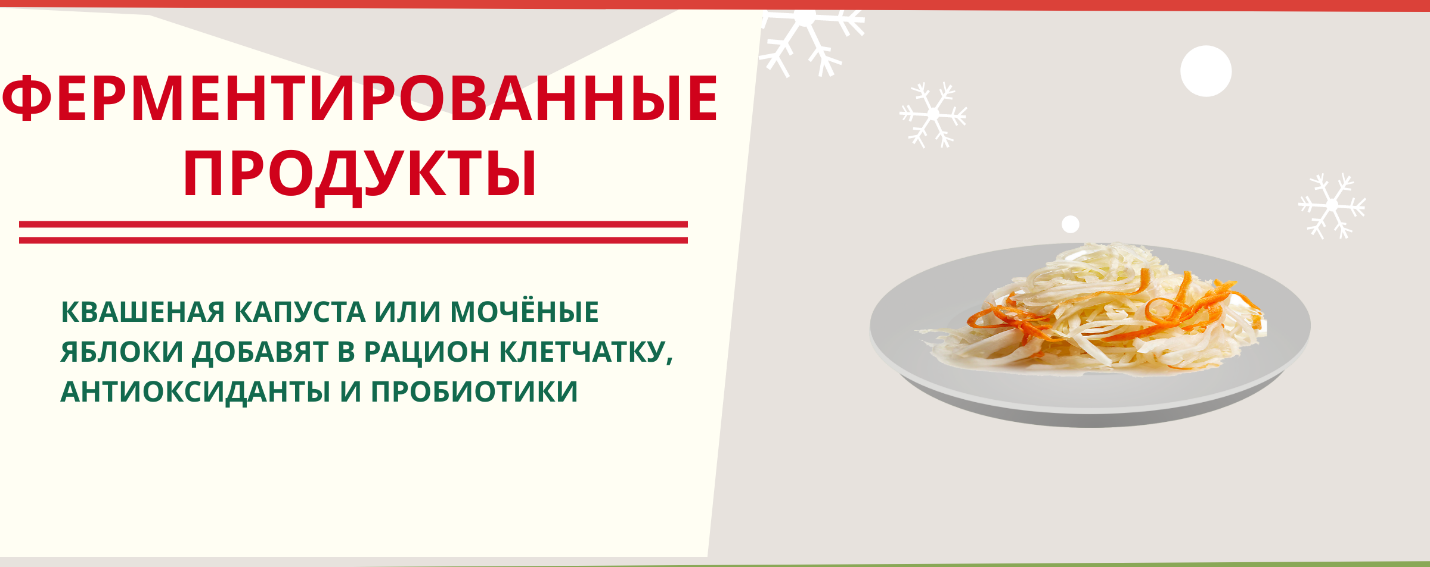 ФЕРМЕНТИРОВАННЫЕ
ПРОДУКТЫ
КВАШЕНАЯ КАПУСТА ИЛИ МОЧЁНЫЕ
ЯБЛОКИ ДОБАВЯТ В РАЦИОН КЛЕТЧАТКУ,
АНТИОКСИДАНТЫ И ПРОБИОТИКИ